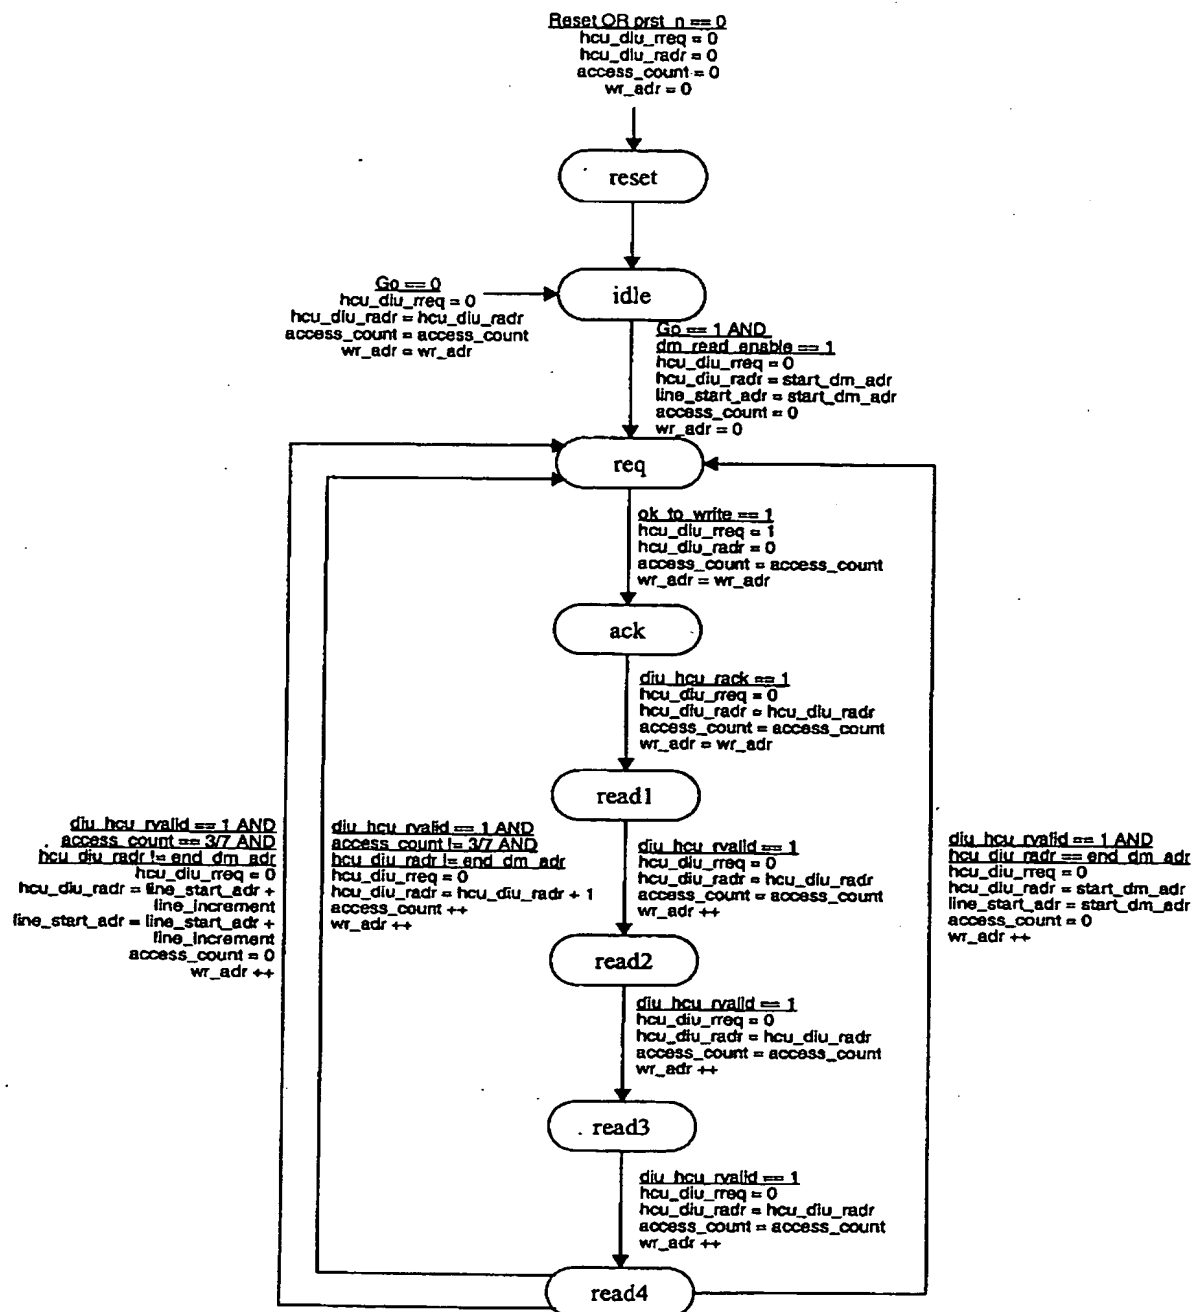 Reset OR prst_n == 0
hcu_diu_rreq = 0
hcu_diu_radr = 0
access_count = 0
wr_adr = 0
reset
Go == 0
hcu_diu_rreq = 0
hcu_diu_radr = hcu_diu_radr
access_count = access_count
wr_adr = wr_adr
idle
Go == 1 AND
dm_read_enable == 1
hcu_diu_rreq = 0
hcu_diu_radr = start_dm_adr
line_start_adr = start_dm_adr
access_count = 0
wr_adr = 0
req
ok_to_write == 1
hcu_diu_rreq = 1
hcu_diu_radr = 0
access_count = access_count
wr_adr = wr_adr
ack
diu_hcu_rack == 1
hcu_diu_rreq = 0
hcu_diu_radr = hcu_diu_radr
access_count = access_count
wr_adr = wr_adr
read1
diu_hcu_rvalid == 1 AND
access_count == 3/7 AND
hcu_diu_radr != end_dm_adr
hcu_diu_rreq = 0
hcu_diu_radr = line_start_adr +
line_increment
line_start_adr = line_start_adr +
line_increment
access_count = 0
wr_adr ++
diu_hcu_rvalid == 1 AND
access_count != 3/7 AND
hcu_diu_radr != end_dm_adr
hcu_diu_rreq = 0
hcu_diu_radr = hcu_diu_radr + 1
access_count ++
wr_adr ++
diu_hcu_rvalid == 1
hcu_diu_rreq = 0
hcu_diu_radr = hcu_diu_radr
access_count = access_count
wr_adr ++
diu_hcu_rvalid == 1 AND
hcu_diu_radr == end_dm_adr
hcu_diu_rreq = 0
hcu_diu_radr = start_dm_adr
line_start_adr = start_dm_adr
access_count = 0
wr_adr ++
read2
diu_hcu_rvalid == 1
hcu_diu_rreq = 0
hcu_diu_radr = hcu_diu_radr
access_count = access_count
wr_adr ++
read3
diu_hcu_rvalid == 1
hcu_diu_rreq = 0
hcu_diu_radr = hcu_diu_radr
access_count = access_count
wr_adr ++
read4